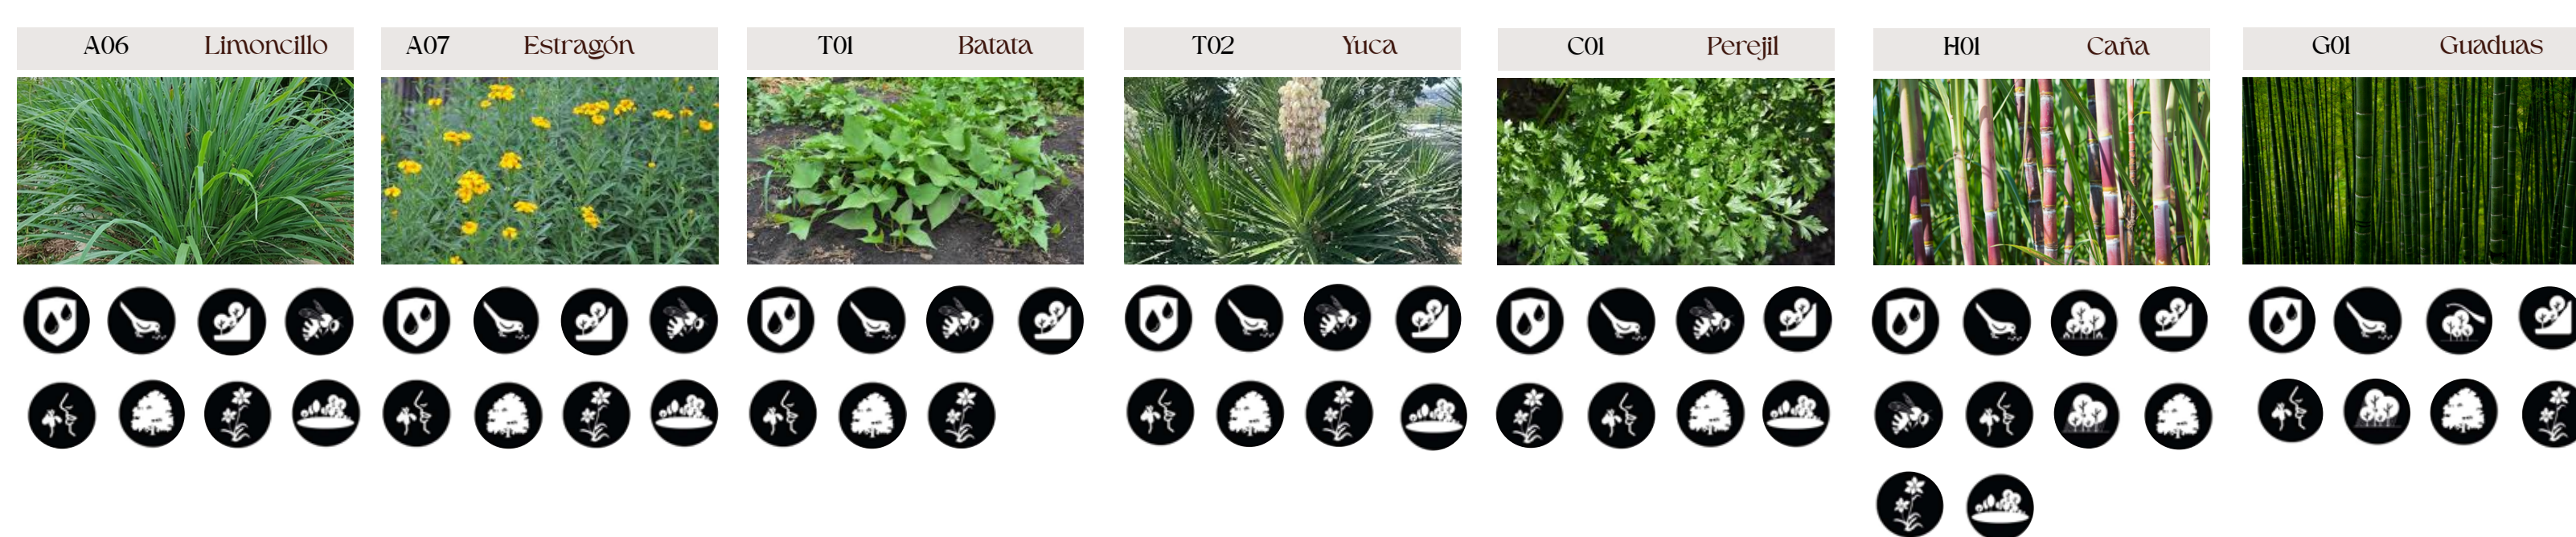 A06 Limoncillo
A07 Estragón
T01 Batata
T02 Yuca
C01 Perejil
H01 Caña
G01 Guaduas